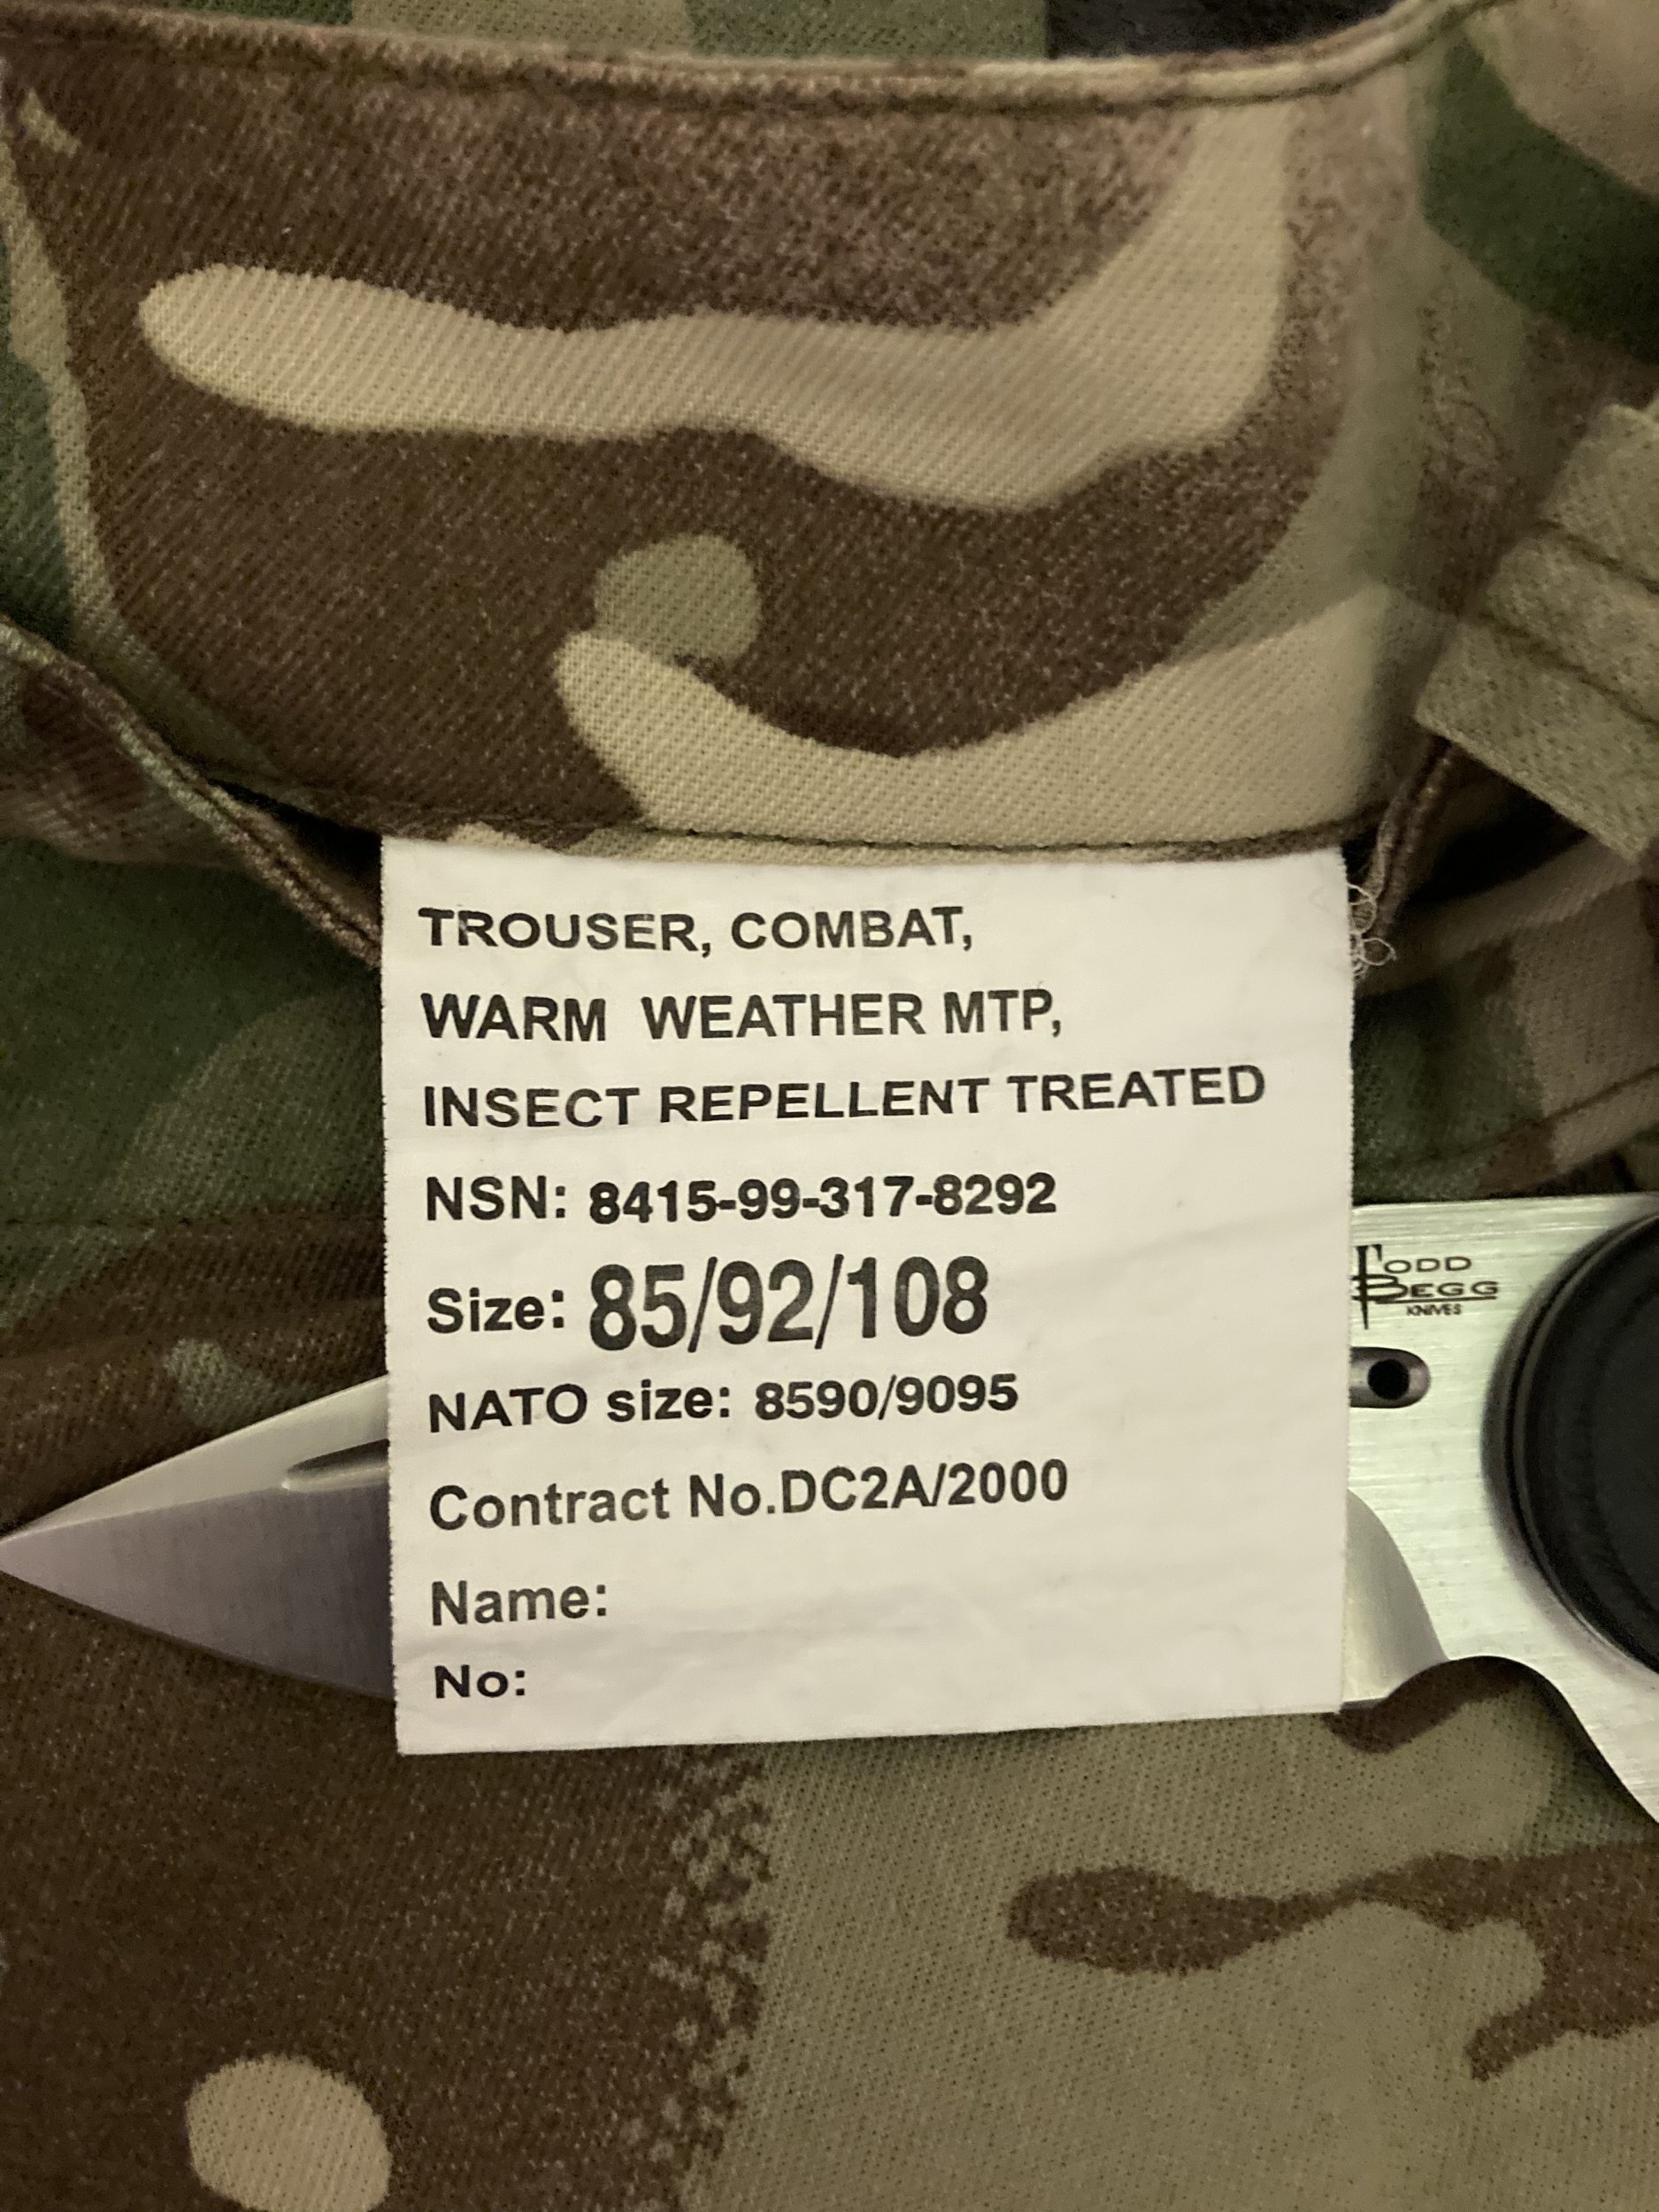 TROUSER, COMBAT,
WARM WEATHER MTP,
INSECT REPELLENT TREATED
NSN: 8415-99-317-8292
Size: 85/92/108
NATO size: 8590/9095
Contract No.DC2A/2000
Name:
No:
TODD
BEGG
KNIVES